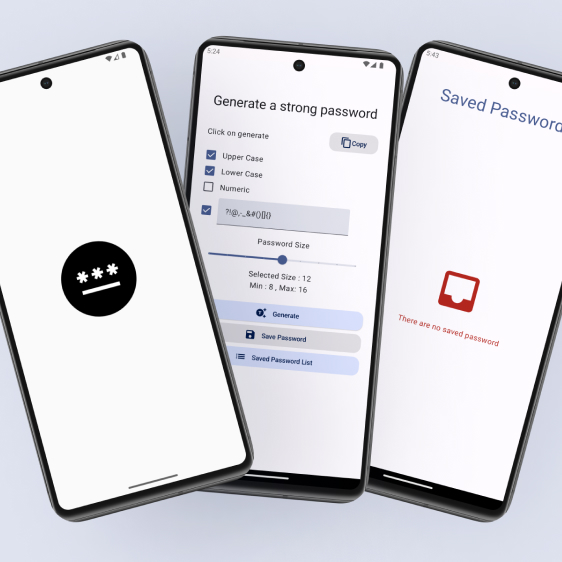 ***
5:24
Generate a strong password
Click on generate
Copy
Upper Case
Lower Case
Numeric
?!@,-_&#()[]{}
Password Size
Selected Size : 12
Min : 8 , Max: 16
Generate
Save Password
Saved Password List
5:43
Saved Password
There are no saved password